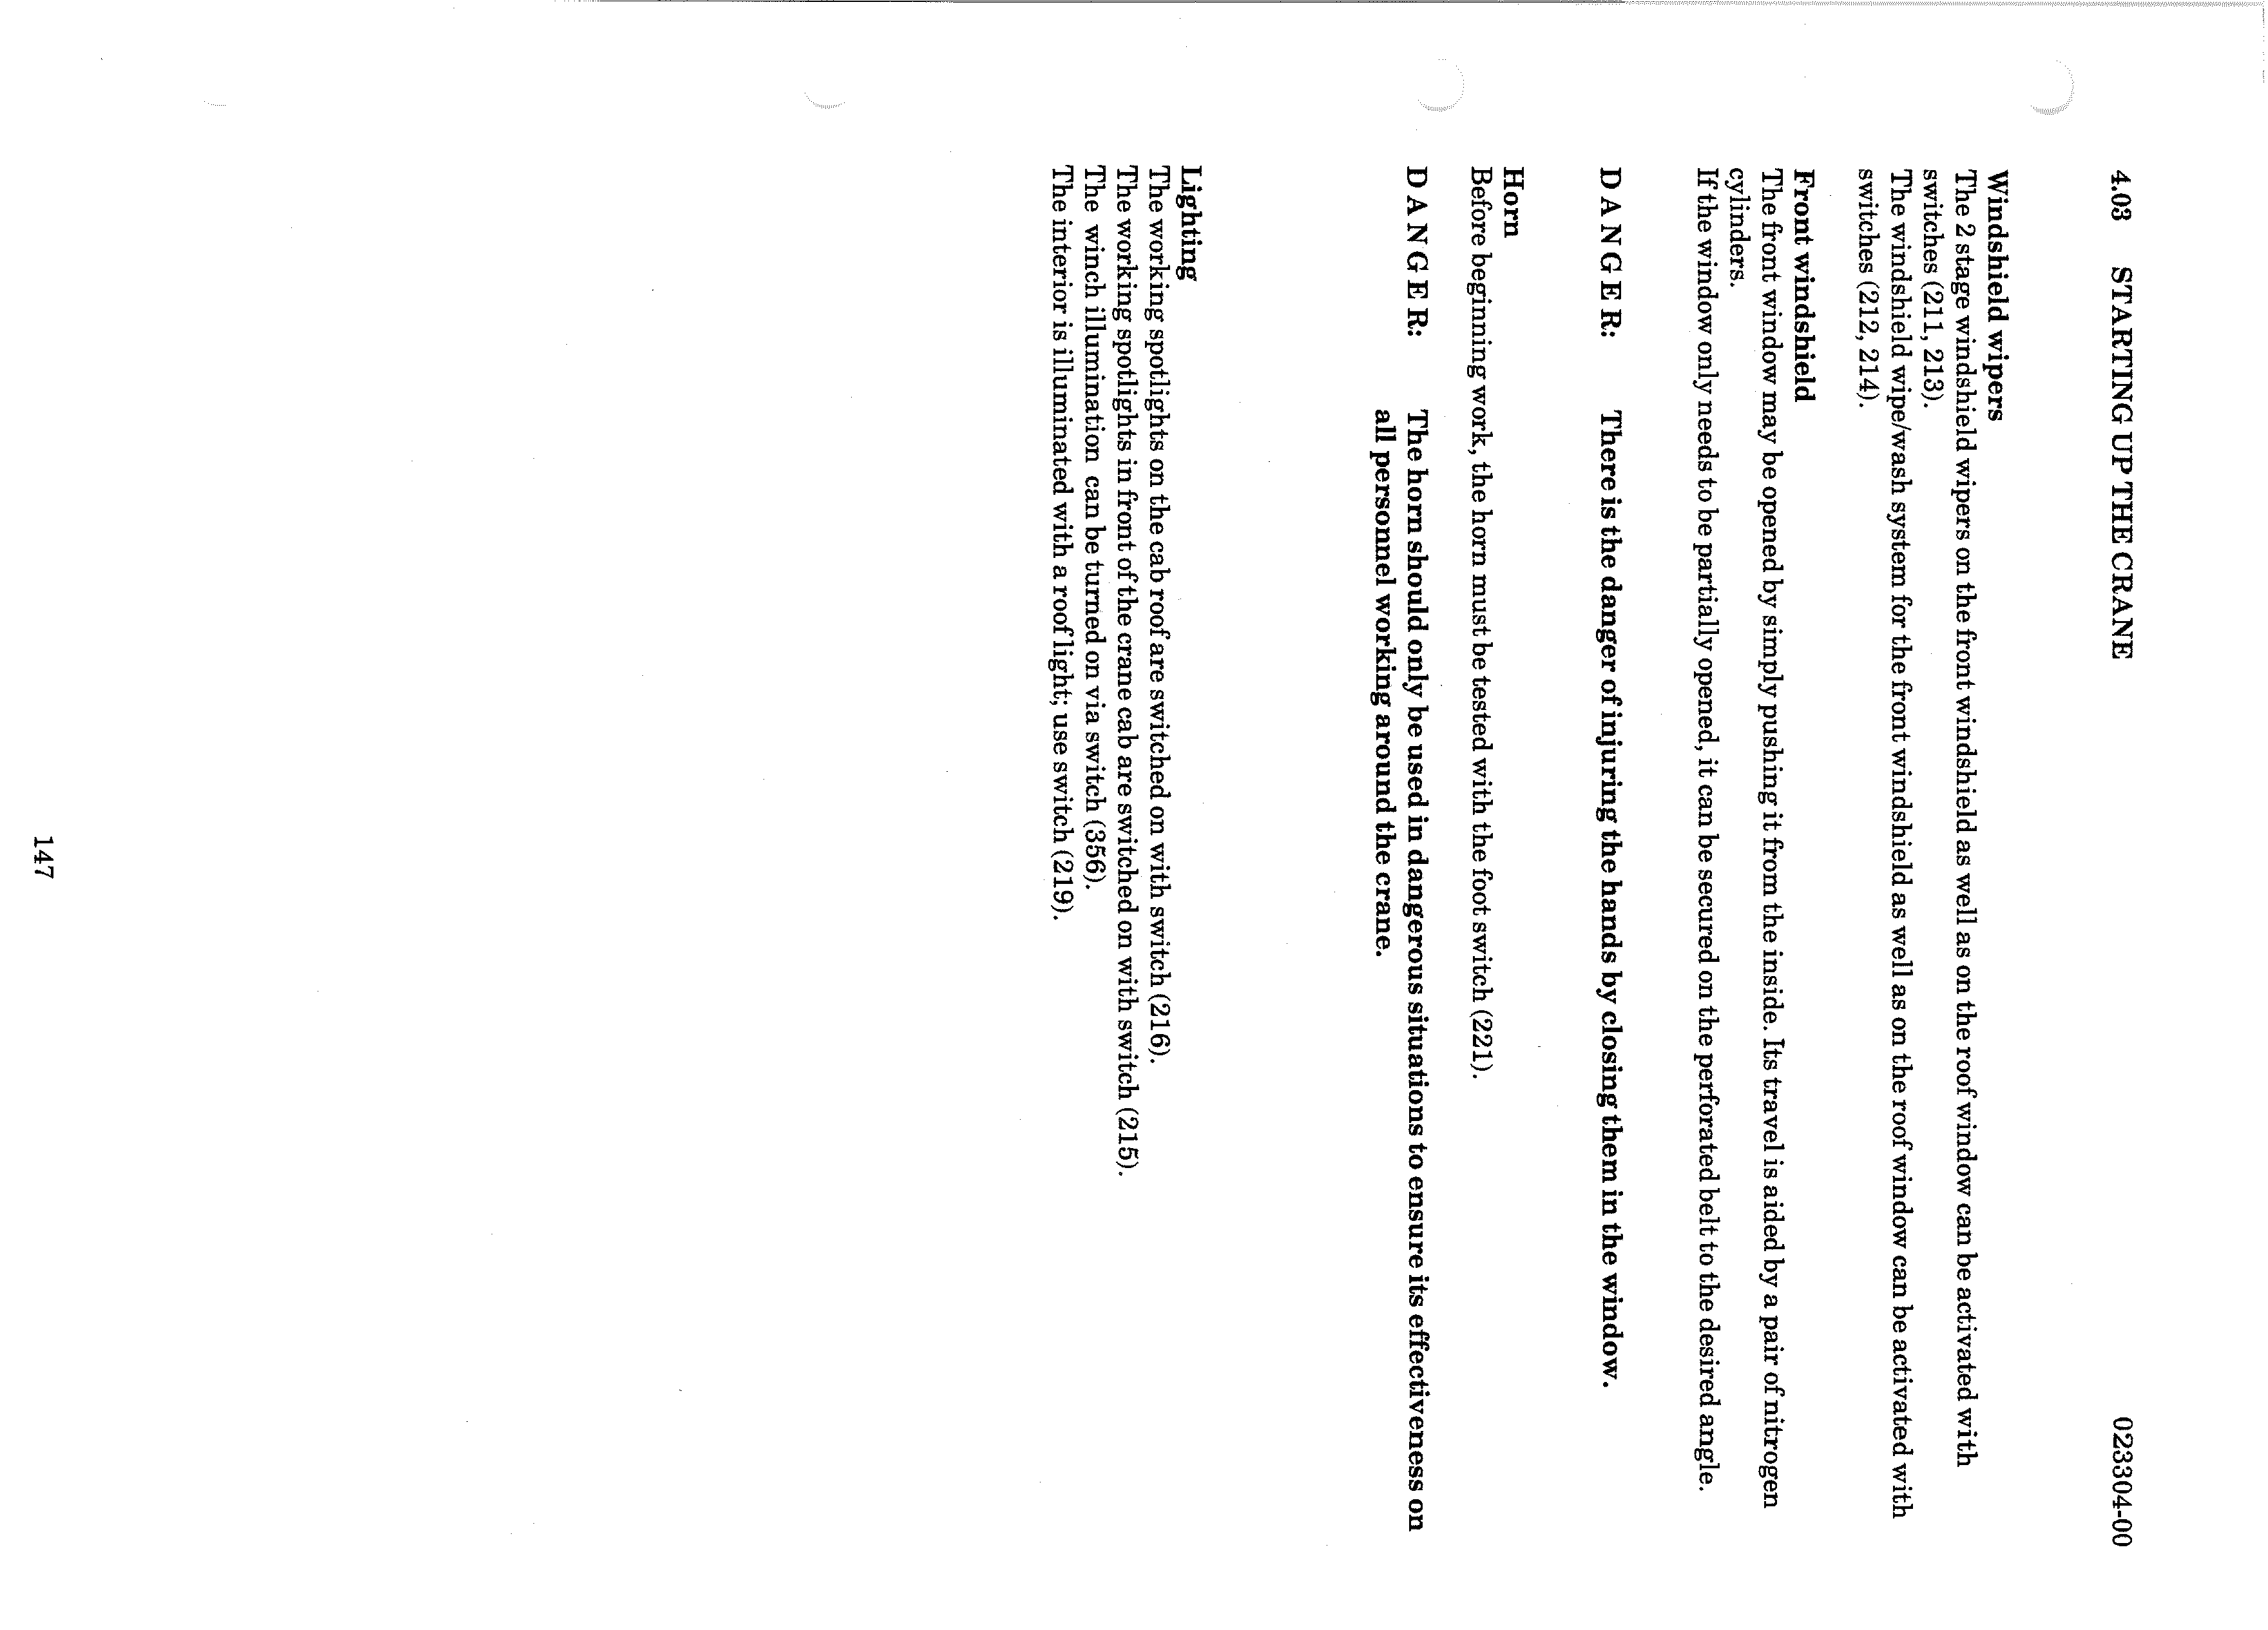 4.03 STARTING UP THE CRANE 023304-00
Windshield wipers
The 2 stage windshield wipers on the front windshield as well as on the roof window can be activated with
switches (211, 213).
The windshield wipe/wash system for the front windshield as well as on the roof window can be activated with
switches (212, 214).
Front windshield
The front window may be opened by simply pushing it from the inside. Its travel is aided by a pair of nitrogen
cylinders.
If the window only needs to be partially opened, it can be secured on the perforated belt to the desired angle.
D A N G E R: There is the danger of injuring the hands by closing them in the window.
Horn
Before beginning work, the horn must be tested with the foot switch (221).
D A N G E R: The horn should only be used in dangerous situations to ensure its effectiveness on
all personnel working around the crane.
Lighting
The working spotlights on the cab roof are switched on with switch (216).
The working spotlights in front of the crane cab are switched on with switch (215).
The winch illumination can be turned on via switch (356).
The interior is illuminated with a roof light; use switch (219).
147